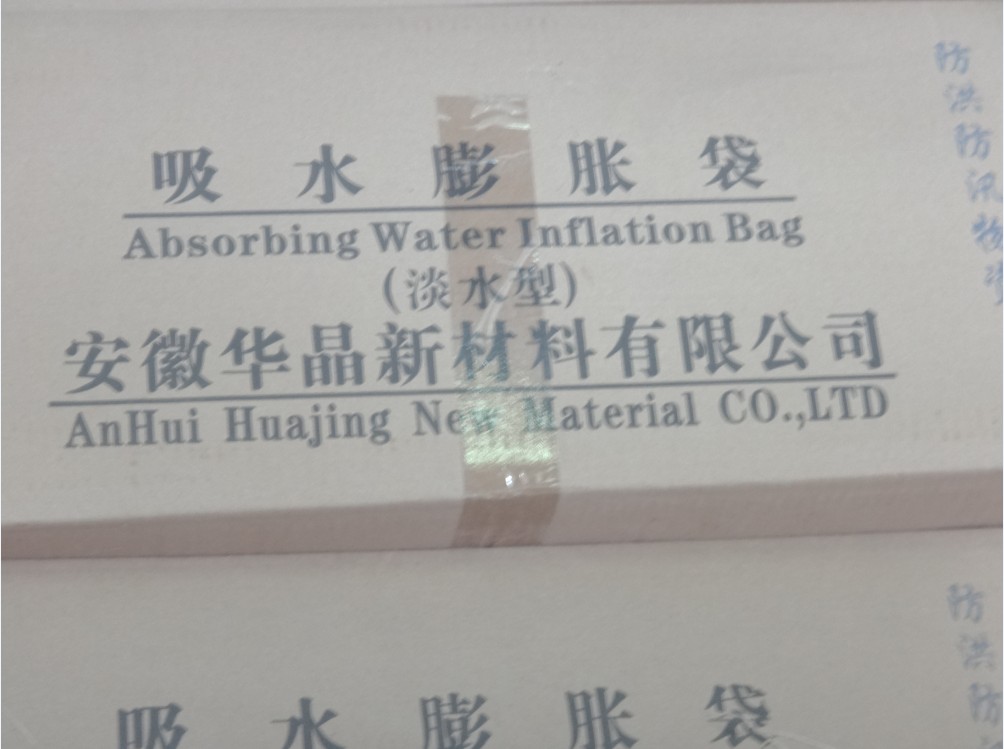 吸水膨胀袋
Absorbing Water Inflation Bag
(淡水型)
安徽华晶新材料有限公司
AnHui Huajing New Material CO.,LTD
防洪防汛物资
吸水膨胀袋
防洪防